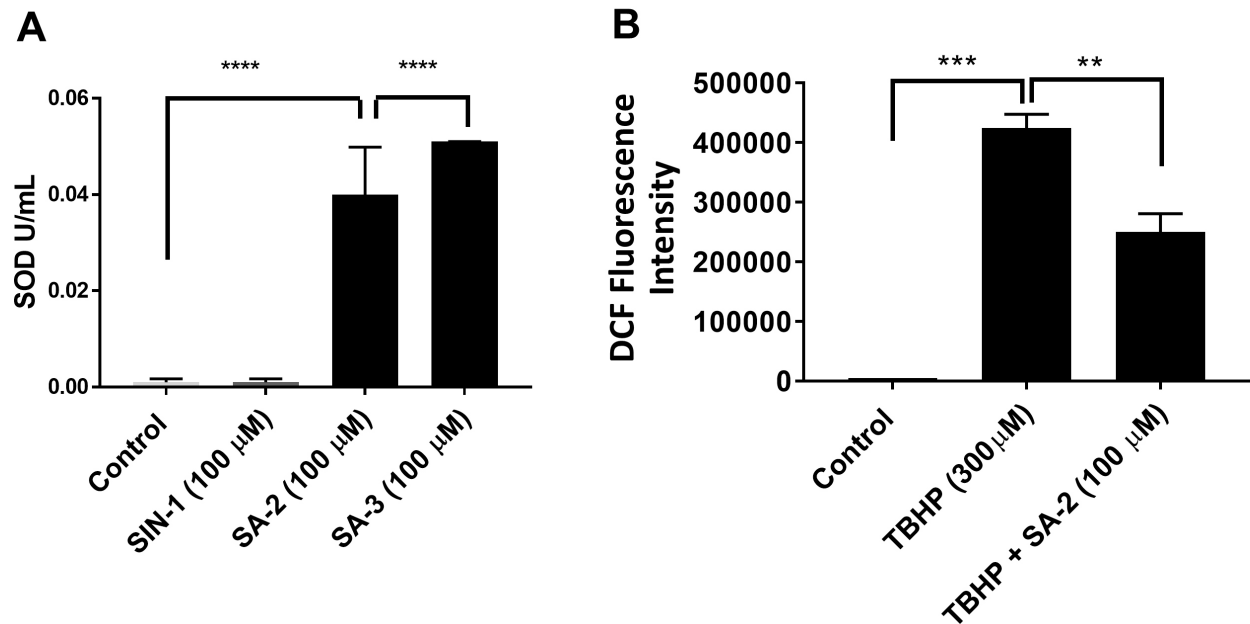 A
****
****
SOD U/mL
0.06
0.04
0.02
0.00
Control
SIN-1 (100 µM)
SA-2 (100 µM)
SA-3 (100 µM)
B
***
**
DCF Fluorescence
Intensity
500000
400000
300000
200000
100000
0
Control
TBHP (300µM)
TBHP + SA-2 (100 µM)